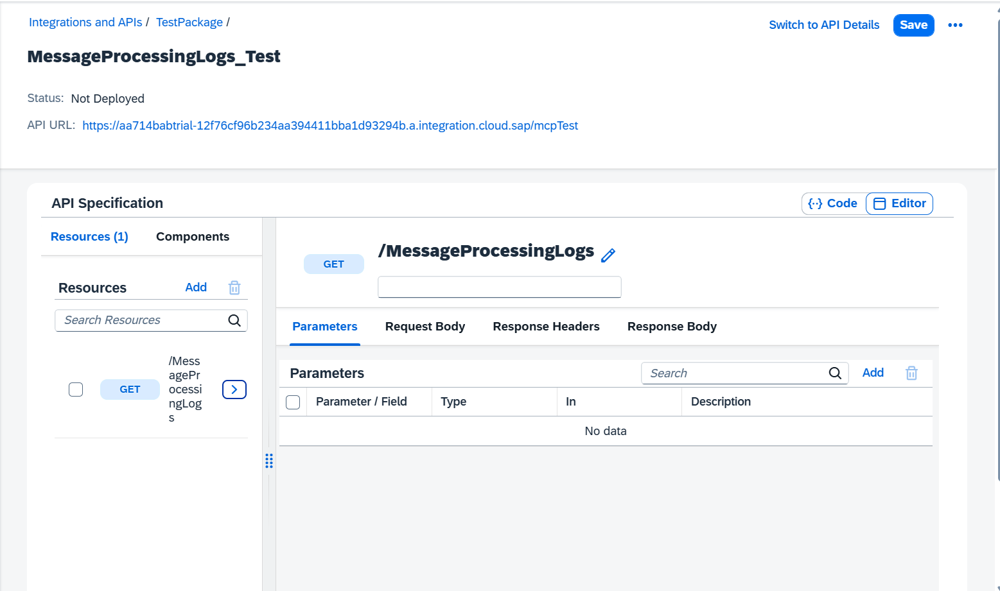 Integrations and APIs / TestPackage /
Switch to API Details Save
MessageProcessingLogs_Test
Status: Not Deployed
API URL: https://aa714babtrial-12f76cf96b234aa394411bba1d93294b.a.integration.cloud.sap/mcpTest
API Specification
Code Editor
Resources (1) Components
Resources Add
Search Resources
GET
/Mess
agePr
ocessi
ngLog
s
GET
/MessageProcessingLogs
Parameters Request Body Response Headers Response Body
Parameters Search Add
Parameter / Field Type In Description
No data